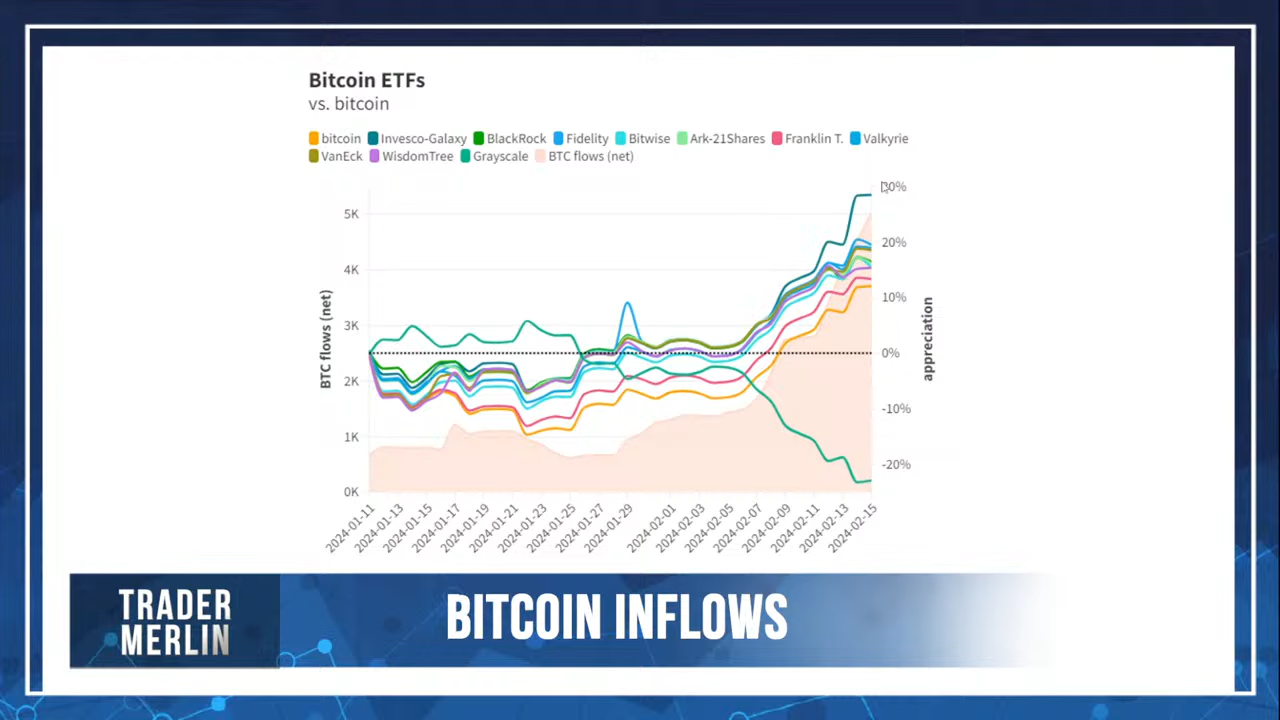 Bitcoin ETFs
vs. bitcoin
bitcoin Invesco-Galaxy BlackRock Fidelity Bitwise Ark-21Shares Franklin T. Valkyrie
VanEck WisdomTree Grayscale BTC flows (net)
BTC flows (net)
5K
4K
3K
2K
1K
0K
30%
20%
10%
0%
-10%
-20%
appreciation
2024-01-11
2024-01-13
2024-01-15
2024-01-17
2024-01-19
2024-01-21
2024-01-23
2024-01-25
2024-01-27
2024-01-29
2024-02-01
2024-02-03
2024-02-05
2024-02-07
2024-02-09
2024-02-11
2024-02-13
2024-02-15
TRADER
MERLIN
BITCOIN INFLOWS